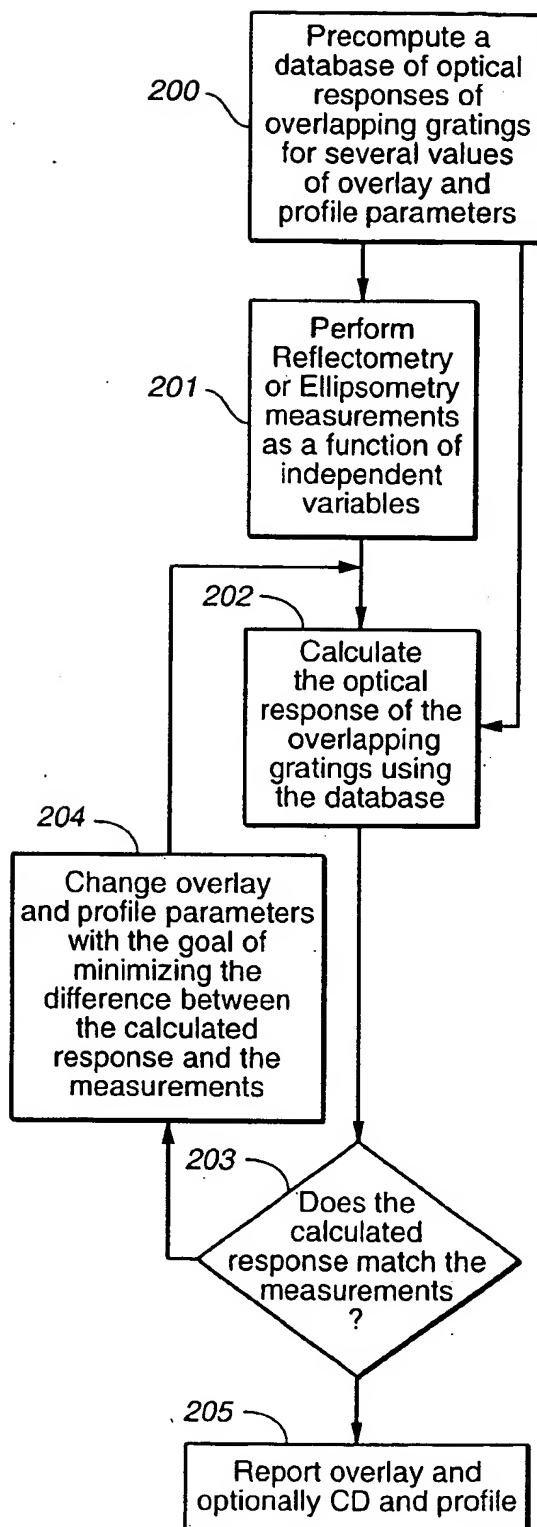 200
Precompute a
database of optical
responses of
overlapping gratings
for several values
of overlay and
profile parameters
201
Perform
Reflectometry
or Ellipsometry
measurements
as a function of
independent
variables
202
Calculate
the optical
response of the
overlapping
gratings using
the database
204
Change overlay
and profile parameters
with the goal of
minimizing the
difference between
the calculated
response and the
measurements
203
Does the
calculated
response match the
measurements
?
205
Report overlay and
optionally CD and profile